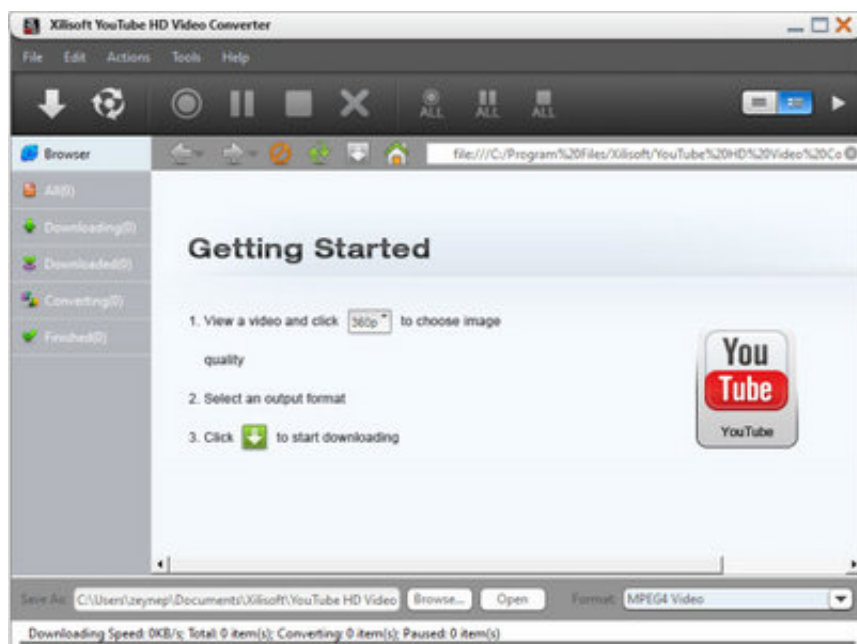 Xilisoft YouTube HD Video Converter
File Edit Actions Tools Help
ALL ALL ALL
Browser
file:///C:/Program%20Files/Xilisoft/YouTube%20HD%20Video%20Co
All(0)
Downloading(0)
Downloaded(0)
Converting(0)
Finished(0)
Getting Started
1. View a video and click 360p to choose image
quality
2. Select an output format
3. Click to start downloading
You
Tube
YouTube
Save As: C:\Users\zeynep\Documents\Xilisoft\YouTube HD Video Browse... Open Format: MPEG4 Video
Downloading Speed: 0KB/s; Total: 0 item(s); Converting: 0 item(s); Paused: 0 item(s)